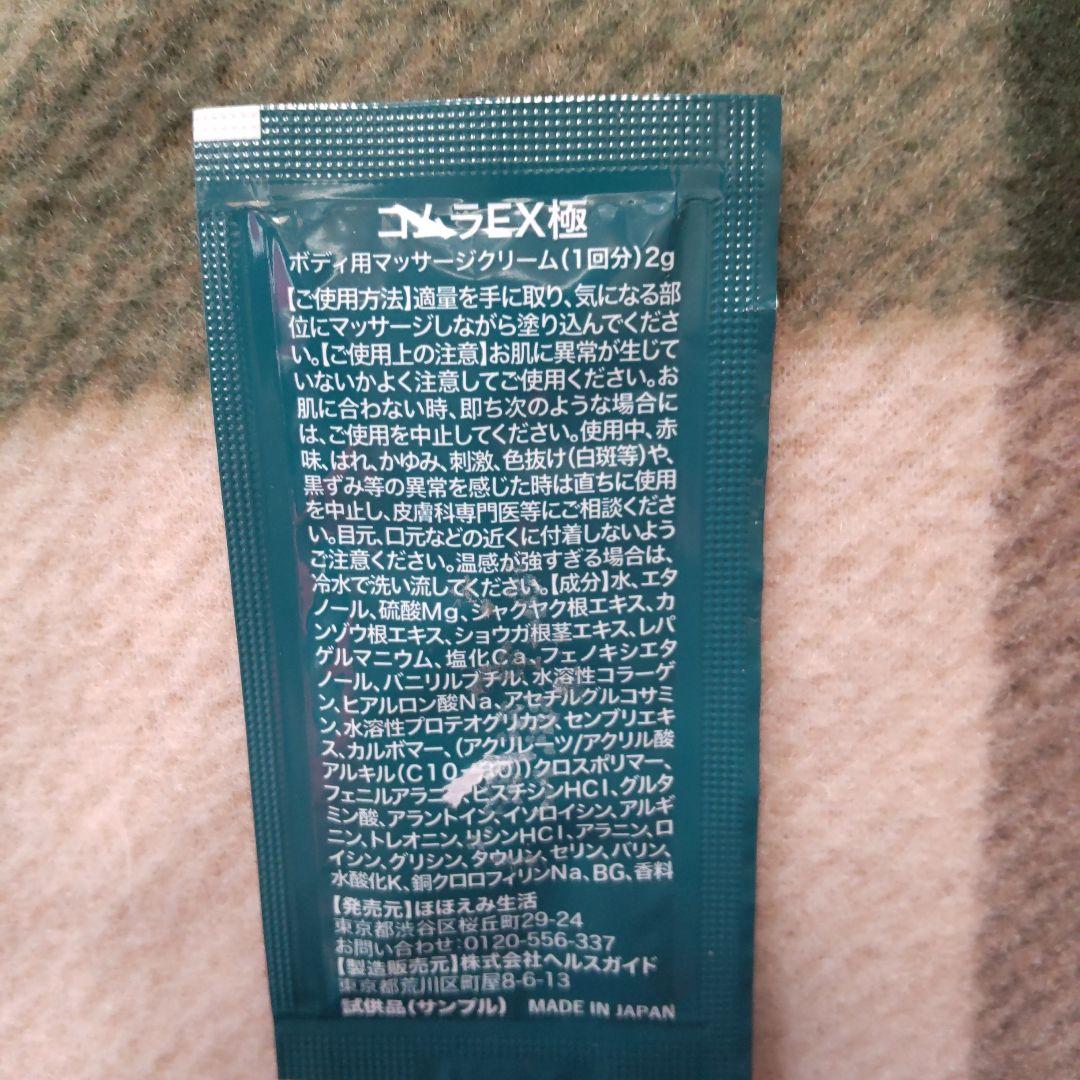 コムラEX極
ボディ用マッサージクリーム(1回分)2g
【ご使用方法】適量を手に取り、気になる部
位にマッサージしながら塗り込んでくださ
い。【ご使用上の注意】お肌に異常が生じて
いないかよく注意してご使用ください。お
肌に合わない時、即ち次のような場合に
は、ご使用を中止してください。使用中、赤
味、はれ、かゆみ、刺激、色抜け(白斑等)や、
黒ずみ等の異常を感じた時は直ちに使用
を中止し、皮膚科専門医等にご相談くださ
い。目元、口元などの近くに付着しないよう
ご注意ください。温感が強すぎる場合は、
冷水で洗い流してください。【成分】水、エタ
ノール、硫酸Mg、シャクヤク根エキス、カ
ンゾウ根エキス、ショウガ根茎エキス、レパ
ゲルマニウム、塩化Ca、フェノキシエタ
ノール、バニリルブチル、水溶性コラーゲ
ン、ヒアルロン酸Na、アセチルグルコサミ
ン、水溶性プロテオグリカン、センブリエキ
ス、カルボマー、(アクリレーツ/アクリル酸
アルキル(C10-30))クロスポリマー、
フェニルアラニン、ヒスチジンHCI、グルタ
ミン酸、アラントイン、イソロイシン、アルギ
ニン、トレオニン、リシンHCI、アラニン、ロ
イシン、グリシン、タウリン、セリン、バリン、
水酸化K、銅クロロフィリンNa、BG、香料
【発売元】ほほえみ生活
東京都渋谷区桜丘町29-24
お問い合わせ:0120-556-337
【製造販売元】株式会社ヘルスガイド
東京都荒川区町屋8-6-13
試供品(サンプル) MADE IN JAPAN